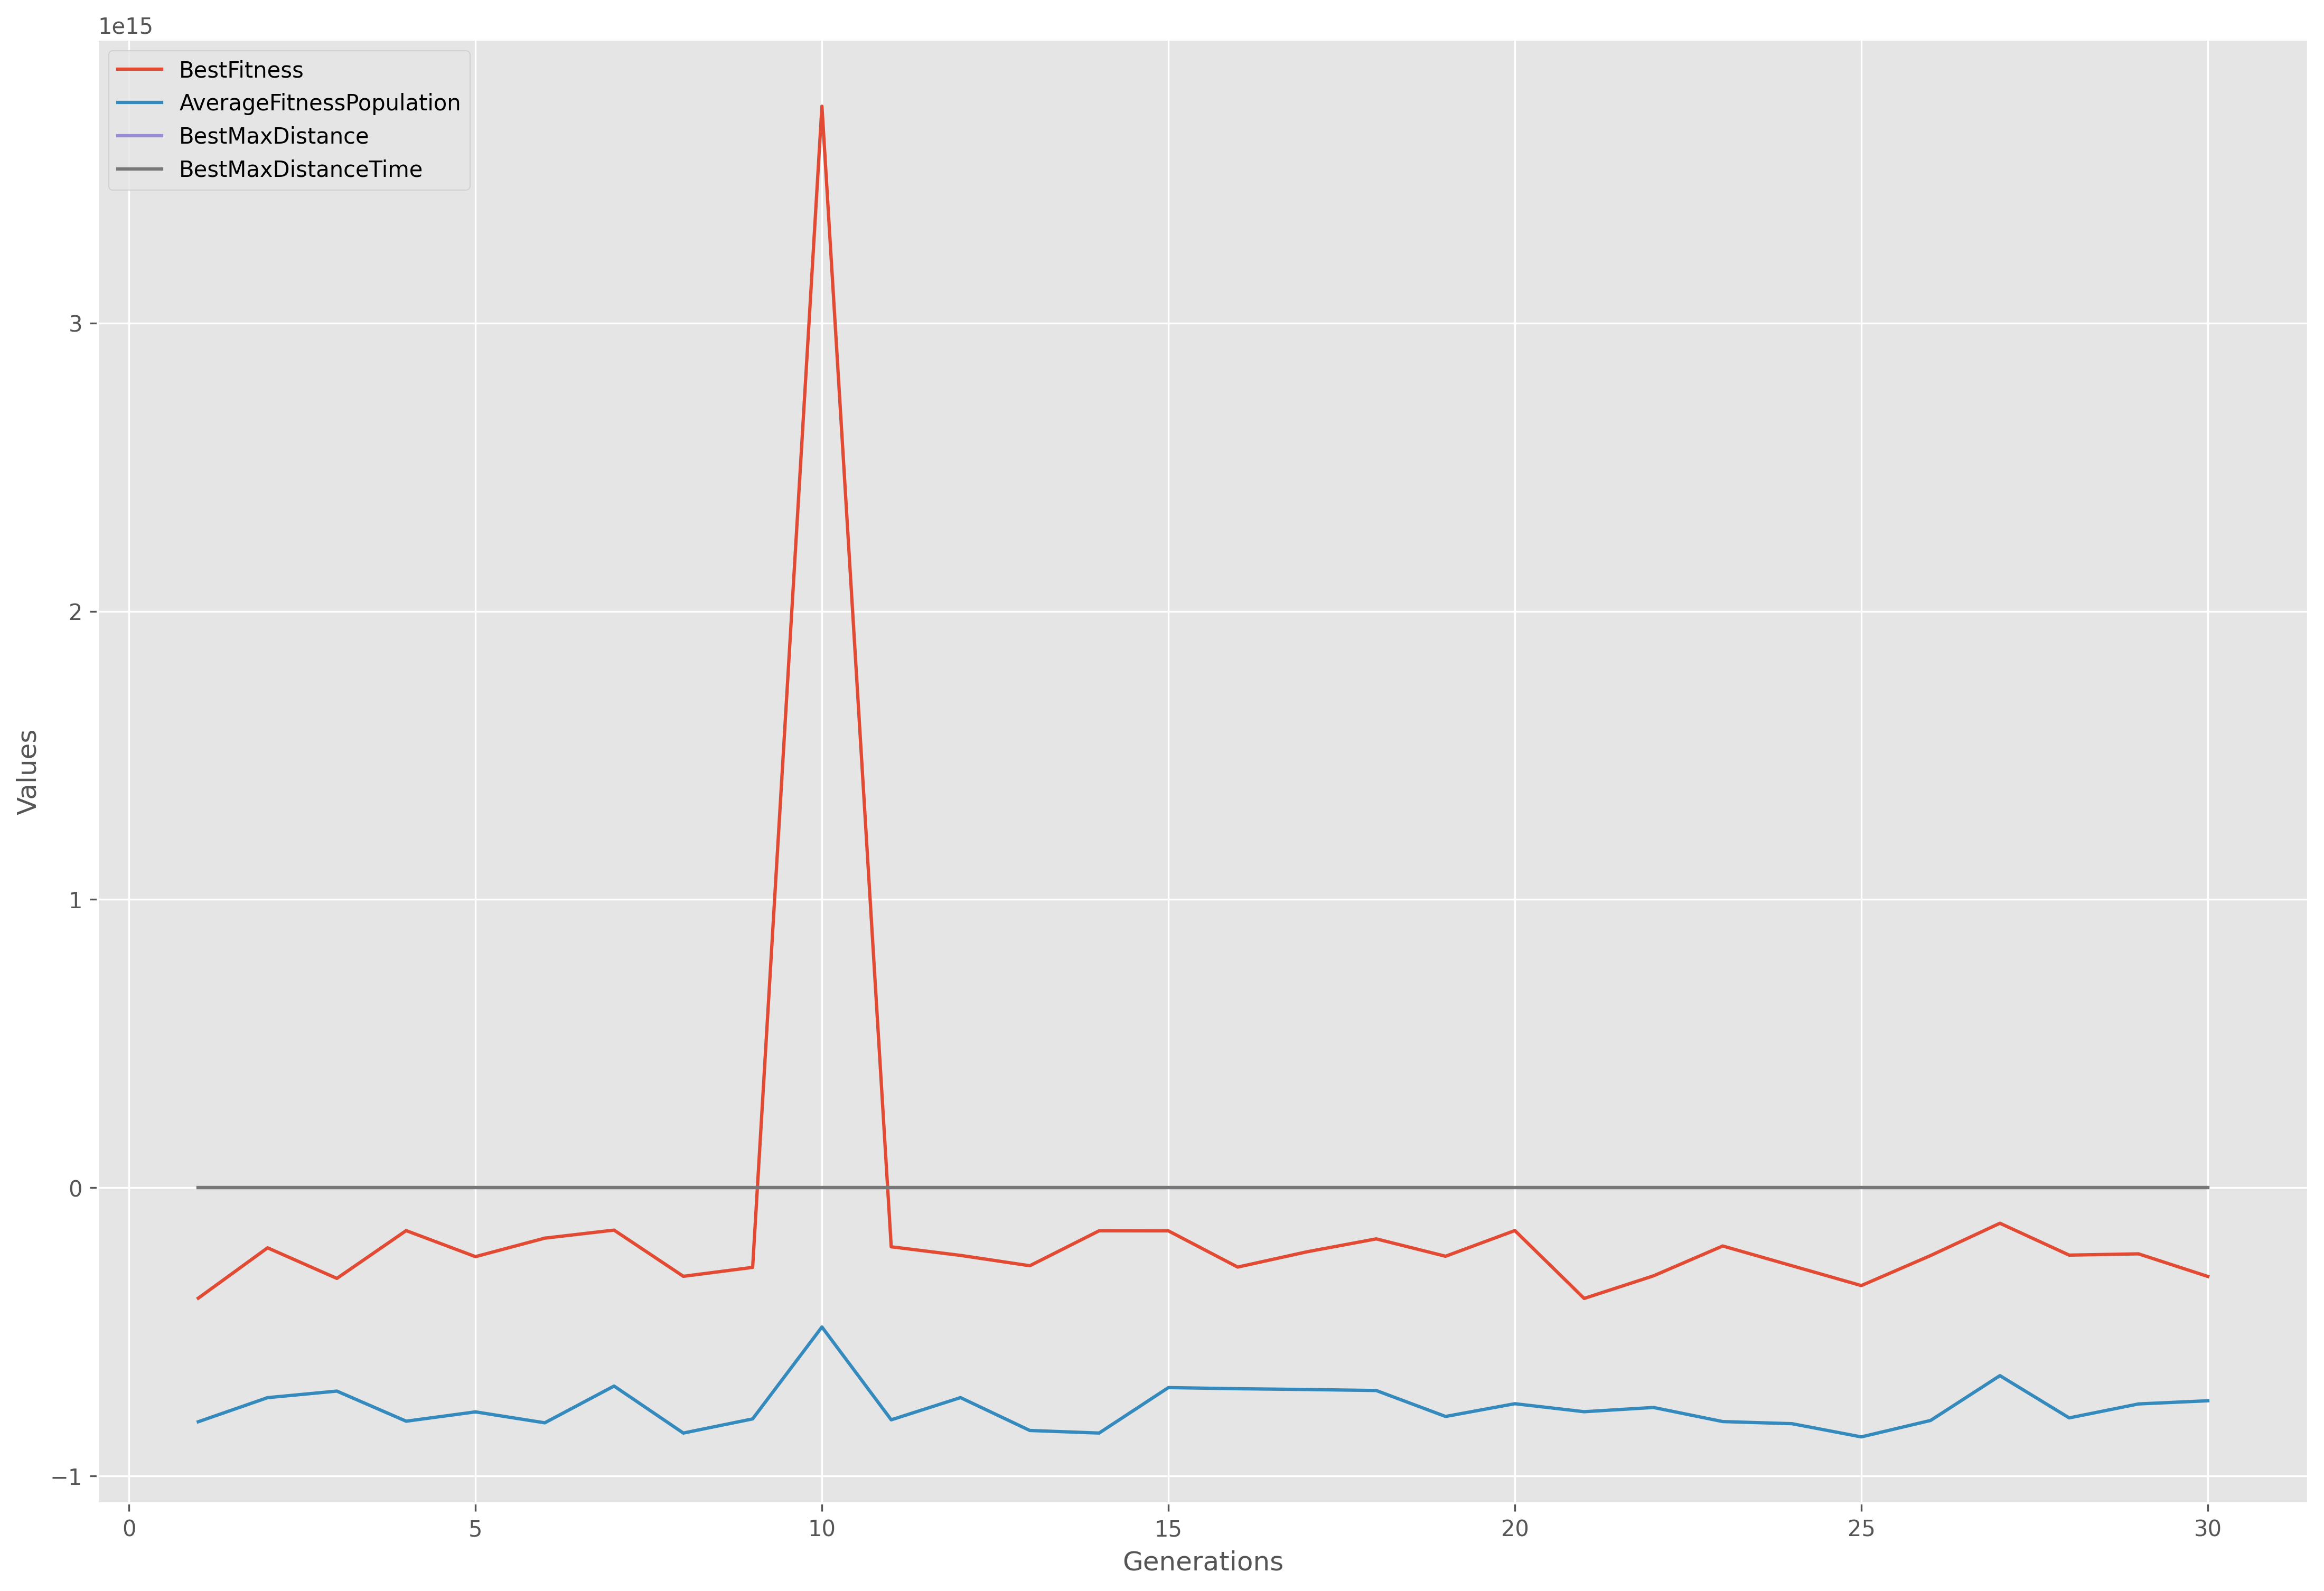 1e15
BestFitness
AverageFitnessPopulation
BestMaxDistance
BestMaxDistanceTime
3
2
1
0
−1
Values
0 5 10 15 20 25 30
Generations